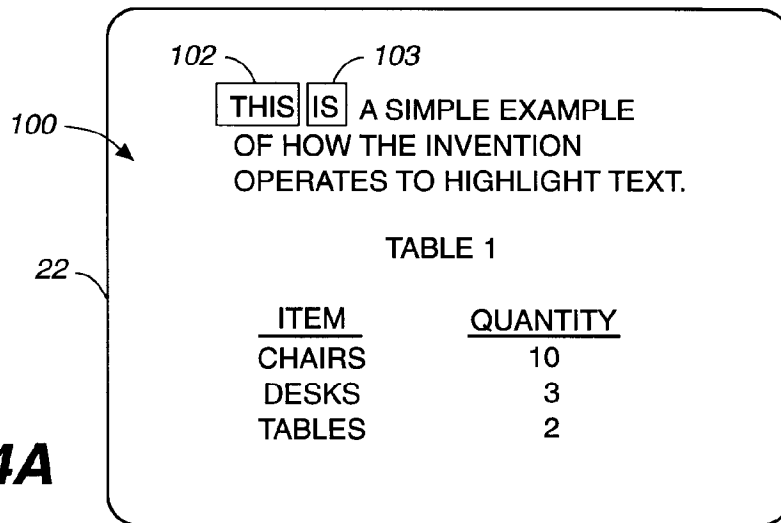 102 103
THIS IS A SIMPLE EXAMPLE
100
OF HOW THE INVENTION
OPERATES TO HIGHLIGHT TEXT.
TABLE 1
22
ITEM QUANTITY
CHAIRS 10
DESKS 3
TABLES 2
4A